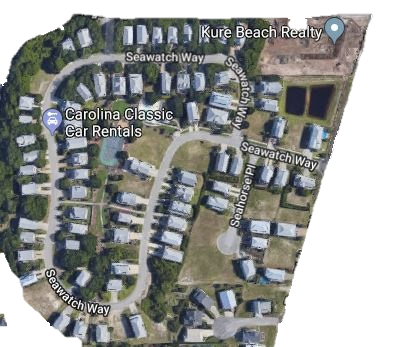 Kure Beach Realty
Seawatch Way
Seawatch Way
Carolina Classic
Car Rentals
Seawatch Way
Seahorse Pl
Seawatch Way